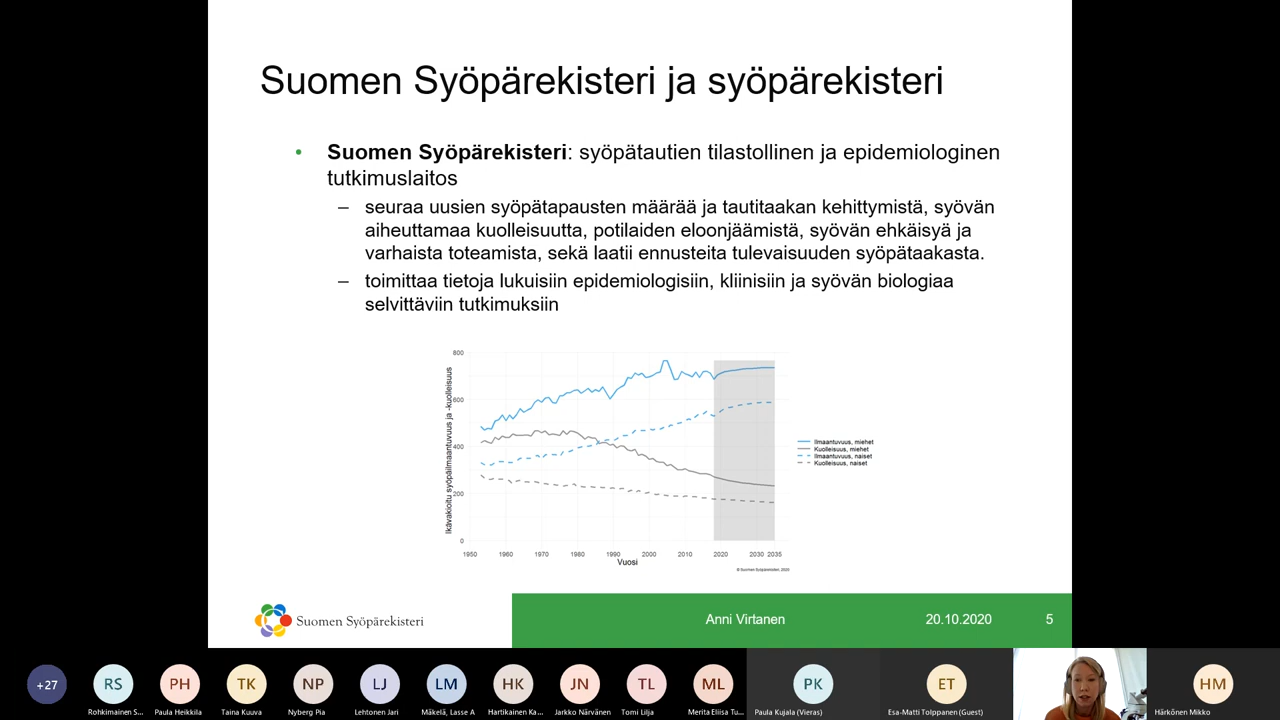 Suomen Syöpärekisteri ja syöpärekisteri
• Suomen Syöpärekisteri: syöpätautien tilastollinen ja epidemiologinen
tutkimuslaitos
– seuraa uusien syöpätapausten määrää ja tautitaakan kehittymistä, syövän
aiheuttamaa kuolleisuutta, potilaiden eloonjäämistä, syövän ehkäisyä ja
varhaista toteamista, sekä laatii ennusteita tulevaisuuden syöpätaakasta.
– toimittaa tietoja lukuisiin epidemiologisiin, kliinisiin ja syövän biologiaa
selvittäviin tutkimuksiin
Ikävakioitu syöpäilmaantuvuus ja -kuolleisuus
800
600
400
200
0
1950 1960 1970 1980 1990 2000 2010 2020 2030 2035
Vuosi
Ilmaantuvuus, miehet
Kuolleisuus, miehet
Ilmaantuvuus, naiset
Kuolleisuus, naiset
© Suomen Syöpärekisteri, 2020
Suomen Syöpärekisteri
Anni Virtanen 20.10.2020 5
+27 RS PH TK NP LJ LM HK JN TL ML PK ET HM
Rohkimainen S... Paula Heikkila Taina Kuuva Nyberg Pia Lehtonen Jari Mäkelä, Lasse A Hartikainen Ka... Jarkko Närvänen Tomi Lilja Merita Eliisa Tu... Paula Kujala (Vieras) Esa-Matti Tolppanen (Guest) Härkönen Mikko